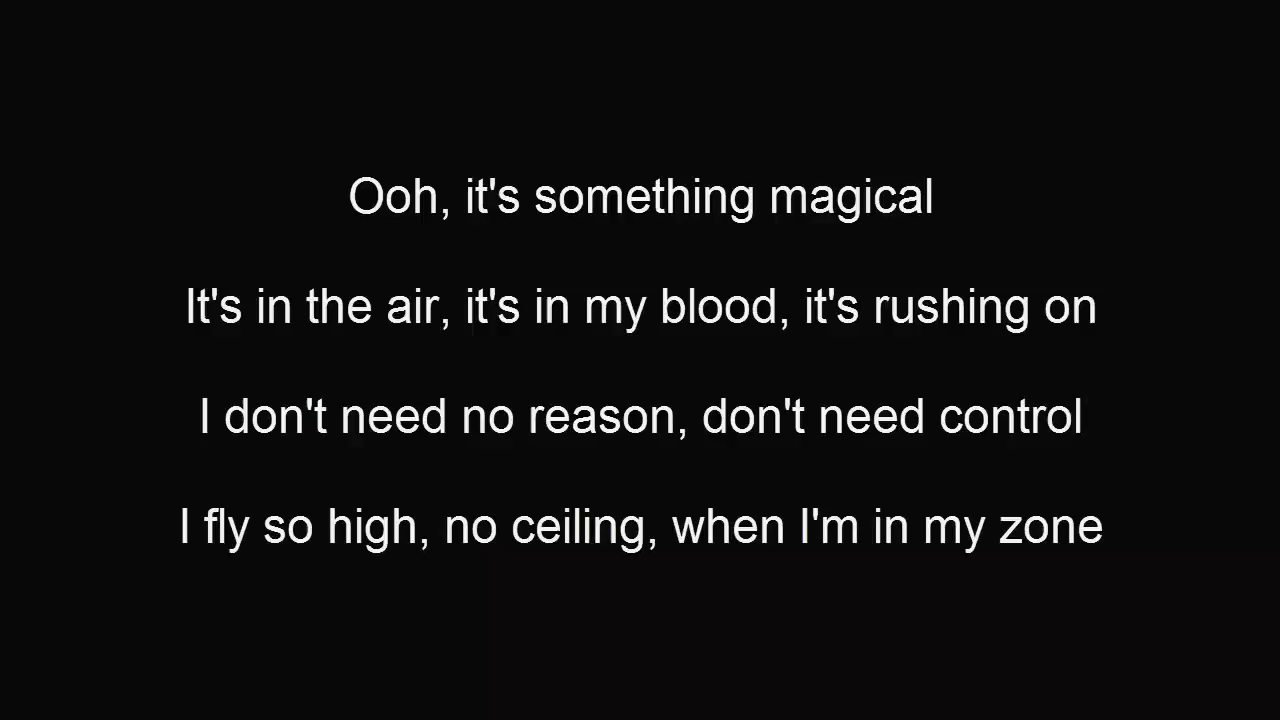 Ooh, it's something magical
It's in the air, it's in my blood, it's rushing on
I don't need no reason, don't need control
I fly so high, no ceiling, when I'm in my zone